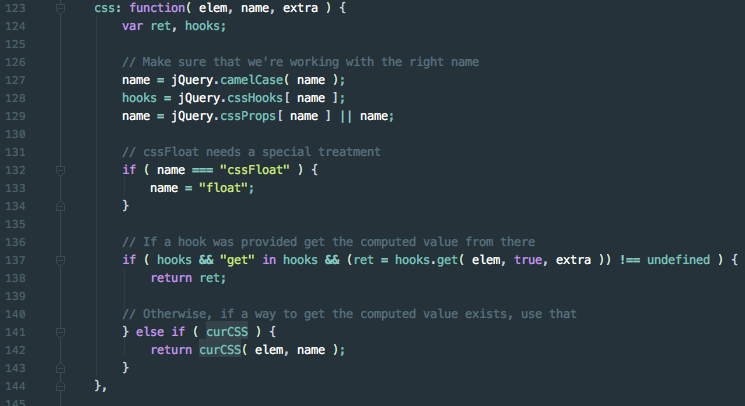 123 css: function( elem, name, extra ) {
124 var ret, hooks;
125
126 // Make sure that we're working with the right name
127 name = jQuery.camelCase( name );
128 hooks = jQuery.cssHooks[ name ];
129 name = jQuery.cssProps[ name ] || name;
130
131 // cssFloat needs a special treatment
132 if ( name === "cssFloat" ) {
133 name = "float";
134 }
135
136 // If a hook was provided get the computed value from there
137 if ( hooks && "get" in hooks && (ret = hooks.get( elem, true, extra )) !== undefined ) {
138 return ret;
139
140 // Otherwise, if a way to get the computed value exists, use that
141 } else if ( curCSS ) {
142 return curCSS( elem, name );
143 }
144 },
145